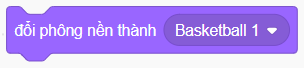 đổi phông nền thành Basketball 1